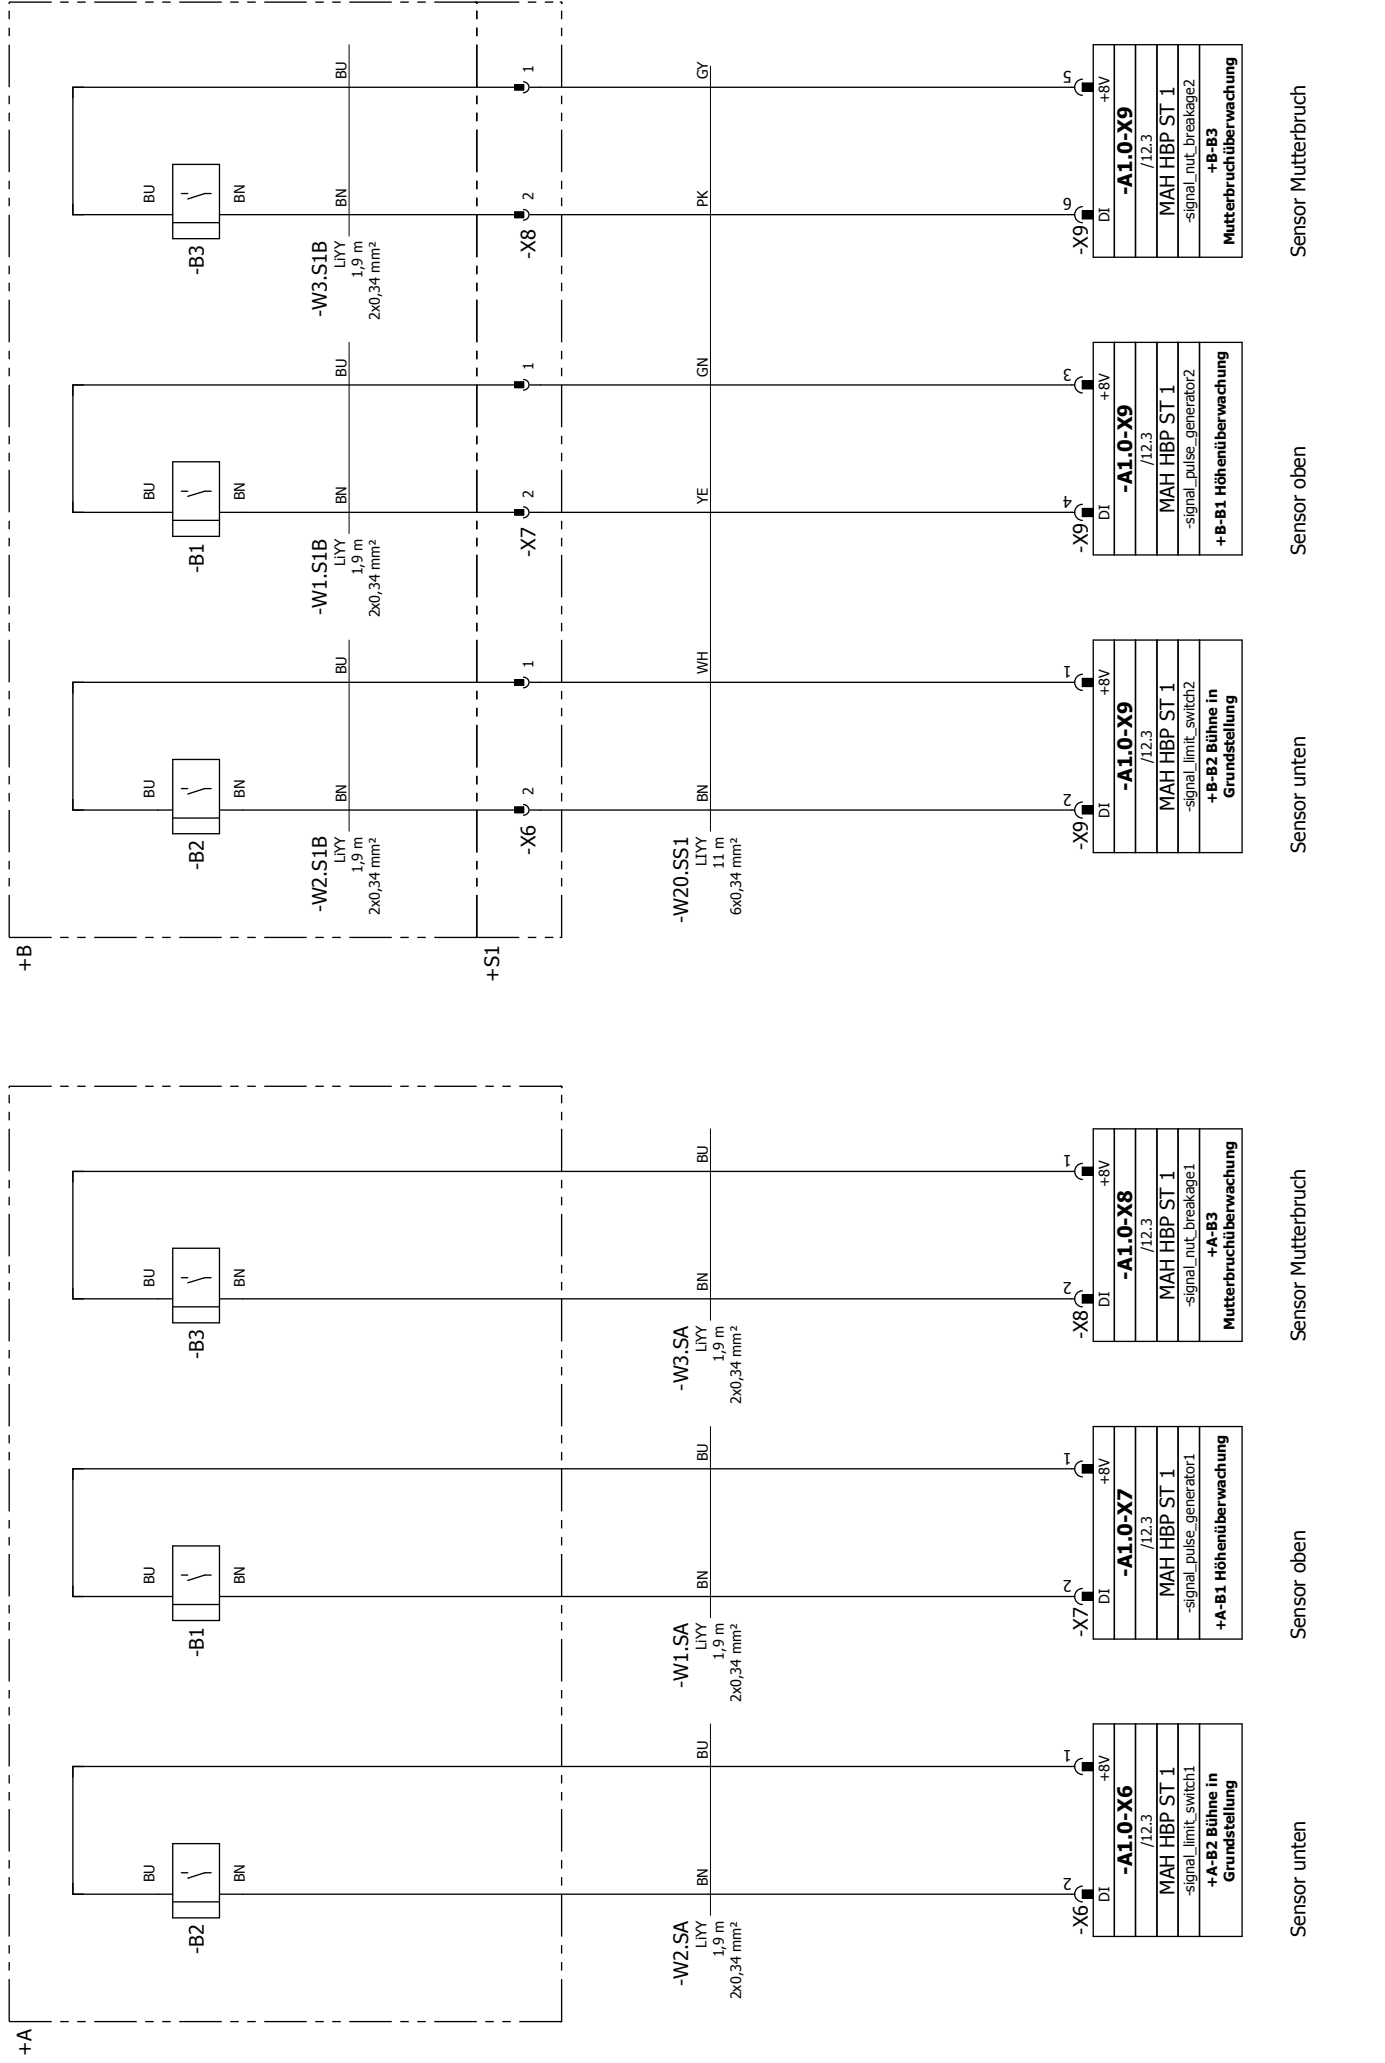 +A
BU
-B2
BN
-W2.SA
LiYY
1,9 m
2x0,34 mm²
BN
BU
-X6
2
1
DI
+8V
-A1.0-X6
/12.3
MAH HBP ST 1
-signal_limit_switch1
+A-B2 Bühne in
Grundstellung
Sensor unten
BU
-B1
BN
-W1.SA
LiYY
1,9 m
2x0,34 mm²
BN
BU
-X7
2
1
DI
+8V
-A1.0-X7
/12.3
MAH HBP ST 1
-signal_pulse_generator1
+A-B1 Höhenüberwachung
Sensor oben
BU
-B3
BN
-W3.SA
LiYY
1,9 m
2x0,34 mm²
BN
BU
-X8
2
1
DI
+8V
-A1.0-X8
/12.3
MAH HBP ST 1
-signal_nut_breakage1
+A-B3
Mutterbruchüberwachung
Sensor Mutterbruch
+B
+S1
BU
-B2
BN
-W2.S1B
LiYY
1,9 m
2x0,34 mm²
BN
BU
-X6
2
1
-W20.SS1
LIYY
11 m
6x0,34 mm²
BN
WH
-X9
2
1
DI
+8V
-A1.0-X9
/12.3
MAH HBP ST 1
-signal_limit_switch2
+B-B2 Bühne in
Grundstellung
Sensor unten
BU
-B1
BN
-W1.S1B
LiYY
1,9 m
2x0,34 mm²
BN
BU
-X7
2
1
YE
GN
-X9
4
3
DI
+8V
-A1.0-X9
/12.3
MAH HBP ST 1
-signal_pulse_generator2
+B-B1 Höhenüberwachung
Sensor oben
BU
-B3
BN
-W3.S1B
LiYY
1,9 m
2x0,34 mm²
BN
BU
-X8
2
1
PK
GY
-X9
6
5
DI
+8V
-A1.0-X9
/12.3
MAH HBP ST 1
-signal_nut_breakage2
+B-B3
Mutterbruchüberwachung
Sensor Mutterbruch